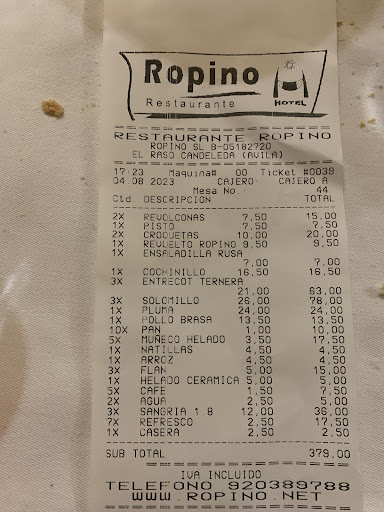 Ropino
Restaurante
HOTEL
RESTAURANTE ROPINO
ROPINO SL B-05182720
EL RASO CANDELEDA (AVILA)
17:23 Maquina# 00 Ticket #0039
04 08 2023 CAJERO: CAJERO A
Mesa No. 44
Ctd. DESCRIPCION TOTAL
2X REVOLCONAS 7,50 15,00
1X PISTO 7,50 7,50
2X CROQUETAS 10,00 20,00
1X REVUELTO ROPINO 9,50 9,50
1X ENSALADILLA RUSA
7,00 7,00
1X COCHINILLO 16,50 16,50
3X ENTRECOT TERNERA
21,00 63,00
3X SOLOMILLO 26,00 78,00
1X PLUMA 24,00 24,00
1X POLLO BRASA 13,50 13,50
10X PAN 1,00 10,00
5X MUÑECO HELADO 3,50 17,50
1X NATILLAS 4,50 4,50
1X ARROZ 4,50 4,50
3X FLAN 5,00 15,00
1X HELADO CERAMICA 5,00 5,00
5X CAFE 1,50 7,50
2X AGUA 2,50 5,00
3X SANGRIA 1.8 12,00 36,00
7X REFRESCO 2,50 17,50
1X CASERA 2,50 2,50
SUB TOTAL 379,00
IVA INCLUIDO
TELEFONO 920389788
WWW.ROPINO.NET